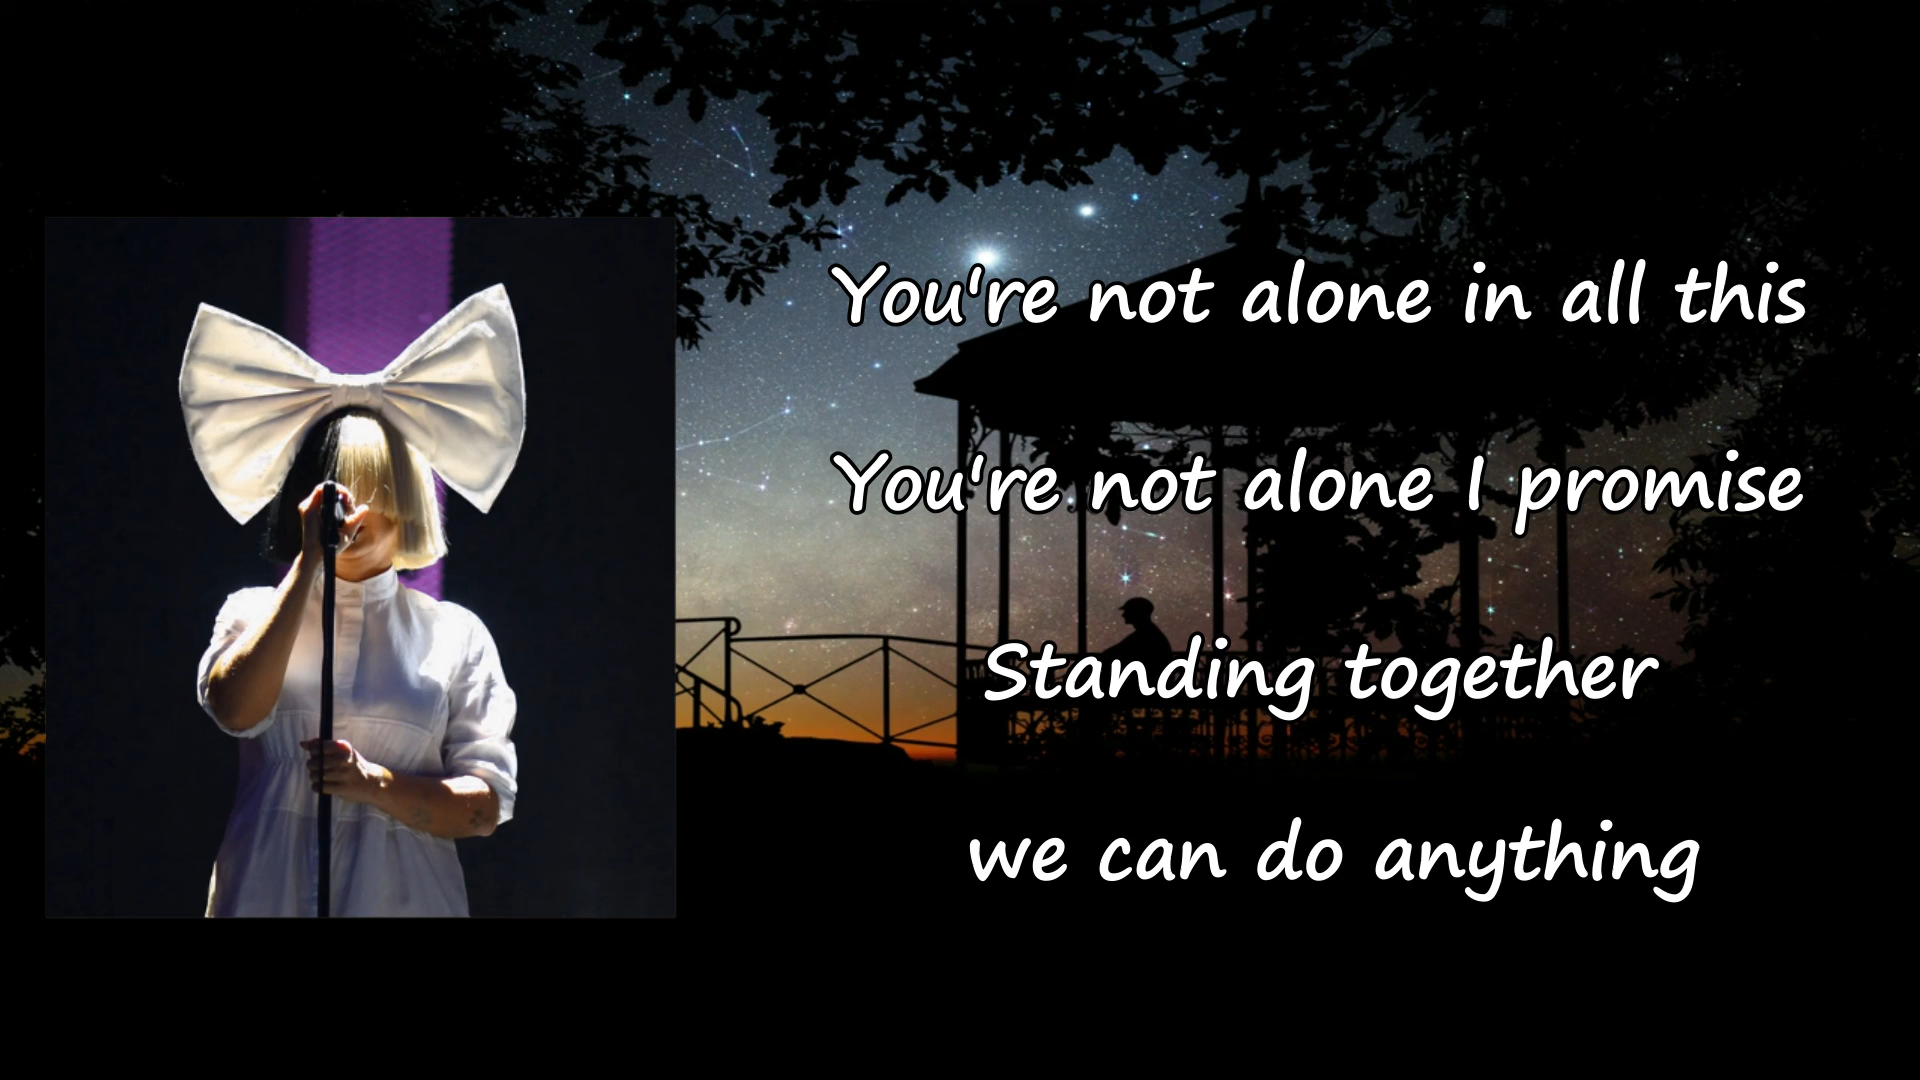 You're not alone in all this
You're not alone I promise
Standing together
we can do anything